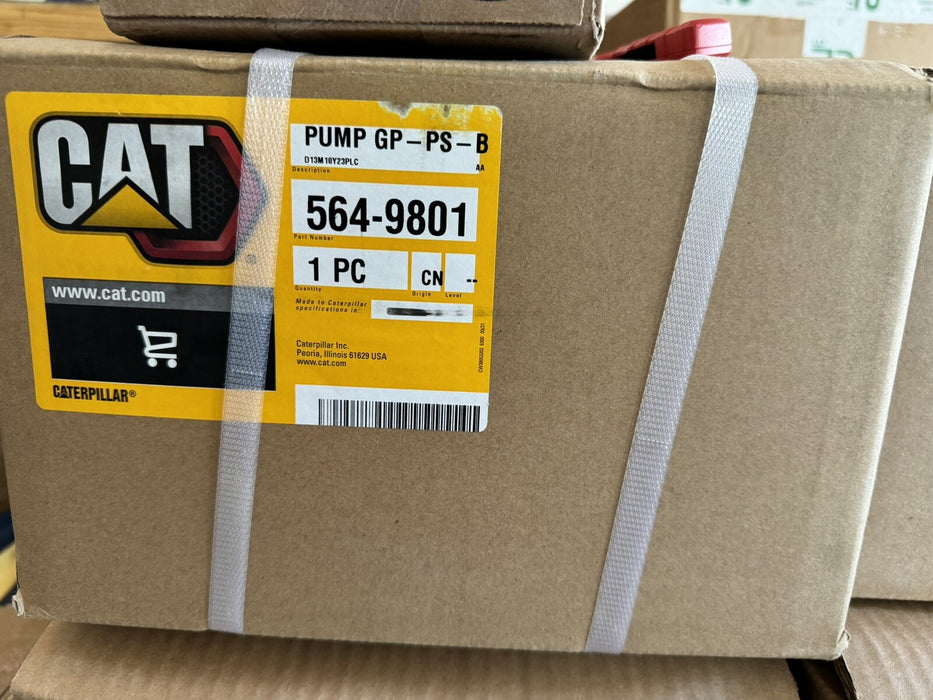 CAT
PUMP GP-PS-B
D13M10Y23PLC
AA
Description
564-9801
Part Number
1 PC
CN
--
Quantity
Origin
Level
www.cat.com
Made to Caterpillar
specifications in:
Caterpillar Inc.
Peoria, Illinois 61629 USA
www.cat.com
CATERPILLAR®